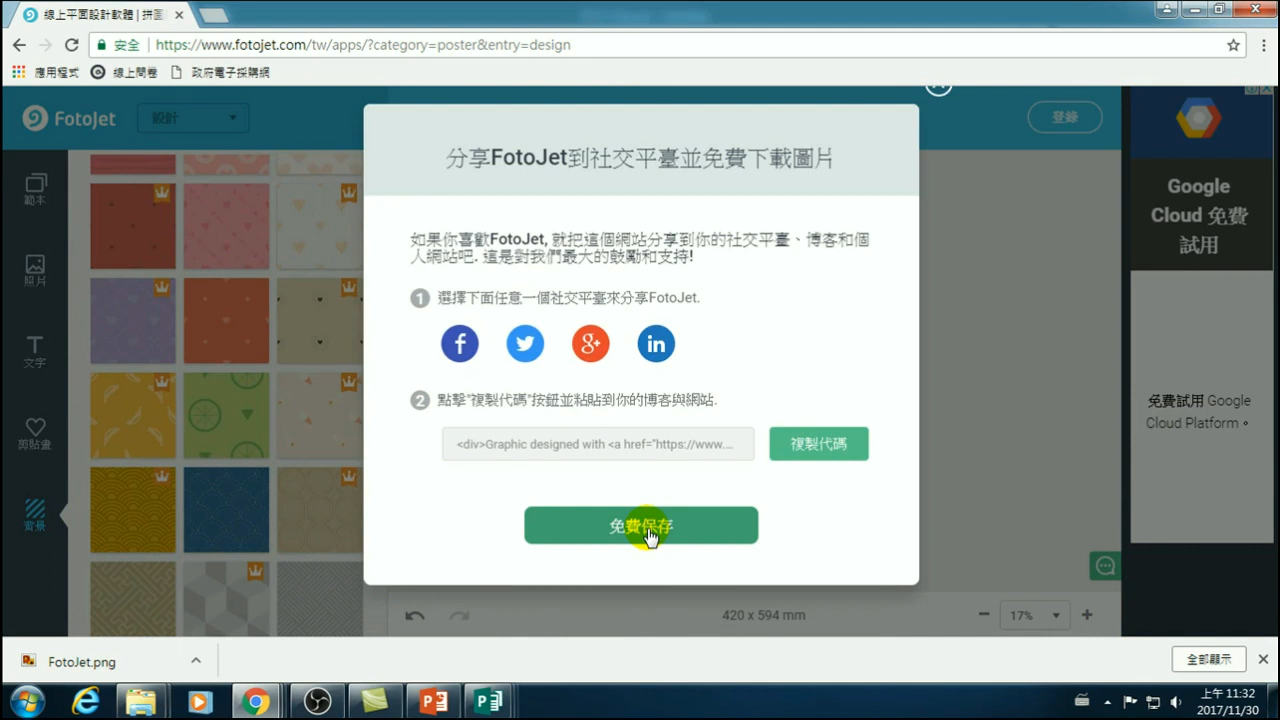 線上平面設計軟體 | 拼圖
安全
https://www.fotojet.com/tw/apps/?category=poster&entry=design
應用程式
線上問卷
政府電子採購網
FotoJet
設計
登錄
範本
照片
文字
剪貼畫
背景
分享FotoJet到社交平臺並免費下載圖片
如果你喜歡FotoJet, 就把這個網站分享到你的社交平臺、博客和個
人網站吧. 這是對我們最大的鼓勵和支持!
1 選擇下面任意一個社交平臺來分享FotoJet.
2 點擊"複製代碼"按鈕並粘貼到你的博客與網站.
<div>Graphic designed with <a href="https://www....
複製代碼
免費保存
Google
Cloud 免費
試用
免費試用 Google
Cloud Platform。
420 x 594 mm
17%
FotoJet.png
全部顯示
上午 11:32
2017/11/30